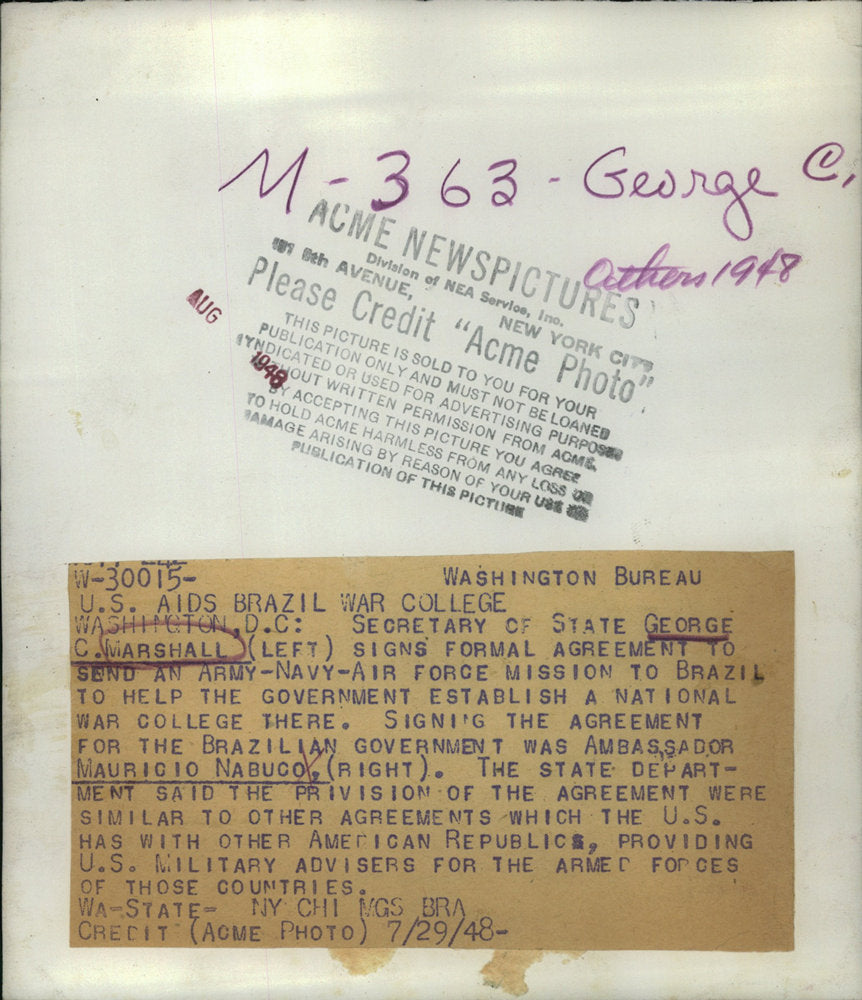 M-363-George C.
Others 1948
ACME NEWSPICTURES
Division of NEA Service, Inc.
8th AVENUE, NEW YORK CITY
Please Credit "Acme Photo"
THIS PICTURE IS SOLD TO YOU FOR YOUR
PUBLICATION ONLY AND MUST NOT BE LOANED
SYNDICATED OR USED FOR ADVERTISING PURPOSES
WITHOUT WRITTEN PERMISSION FROM ACME.
BY ACCEPTING THIS PICTURE YOU AGREE
TO HOLD ACME HARMLESS FROM ANY LOSS OR
DAMAGE ARISING BY REASON OF YOUR USE OR
PUBLICATION OF THIS PICTURE
AUG
1948
W-30015- WASHINGTON BUREAU
U.S. AIDS BRAZIL WAR COLLEGE
WASHINGTON, D.C: SECRETARY OF STATE GEORGE
C. MARSHALL (LEFT) SIGNS FORMAL AGREEMENT TO
SEND AN ARMY-NAVY-AIR FORCE MISSION TO BRAZIL
TO HELP THE GOVERNMENT ESTABLISH A NATIONAL
WAR COLLEGE THERE. SIGNI'G THE AGREEMENT
FOR THE BRAZILIAN GOVERNMENT WAS AMBASSADOR
MAURICIO NABUCO, (RIGHT). THE STATE DEPART-
MENT SAID THE PRIVISION OF THE AGREEMENT WERE
SIMILAR TO OTHER AGREEMENTS WHICH THE U.S.
HAS WITH OTHER AMERICAN REPUBLICS, PROVIDING
U.S. MILITARY ADVISERS FOR THE ARMED FORCES
OF THOSE COUNTRIES.
WA-STATE- NY CHI MGS BRA
CREDIT (ACME PHOTO) 7/29/48-